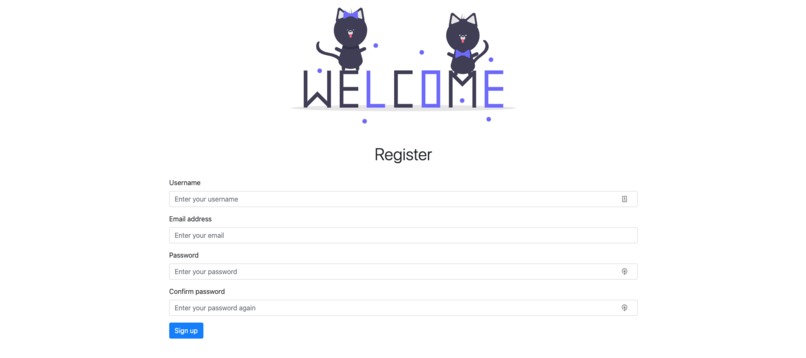 WELCOME
Register
Username
Enter your username
Email address
Enter your email
Password
Enter your password
Confirm password
Enter your password again
Sign up